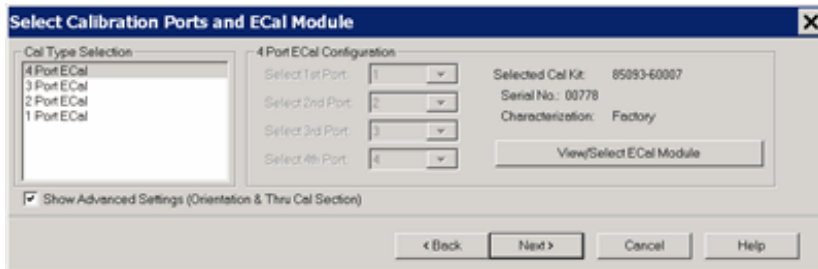 Select Calibration Ports and ECal Module
Cal Type Selection
4 Port ECal
3 Port ECal
2 Port ECal
1 Port ECal
4 Port ECal Configuration
Select 1st Port: 1
Select 2nd Port: 2
Select 3rd Port: 3
Select 4th Port: 4
Selected Cal Kit: 85093-60007
Serial No.: 00778
Characterization: Factory
View/Select ECal Module
Show Advanced Settings (Orientation & Thru Cal Section)
< Back
Next >
Cancel
Help